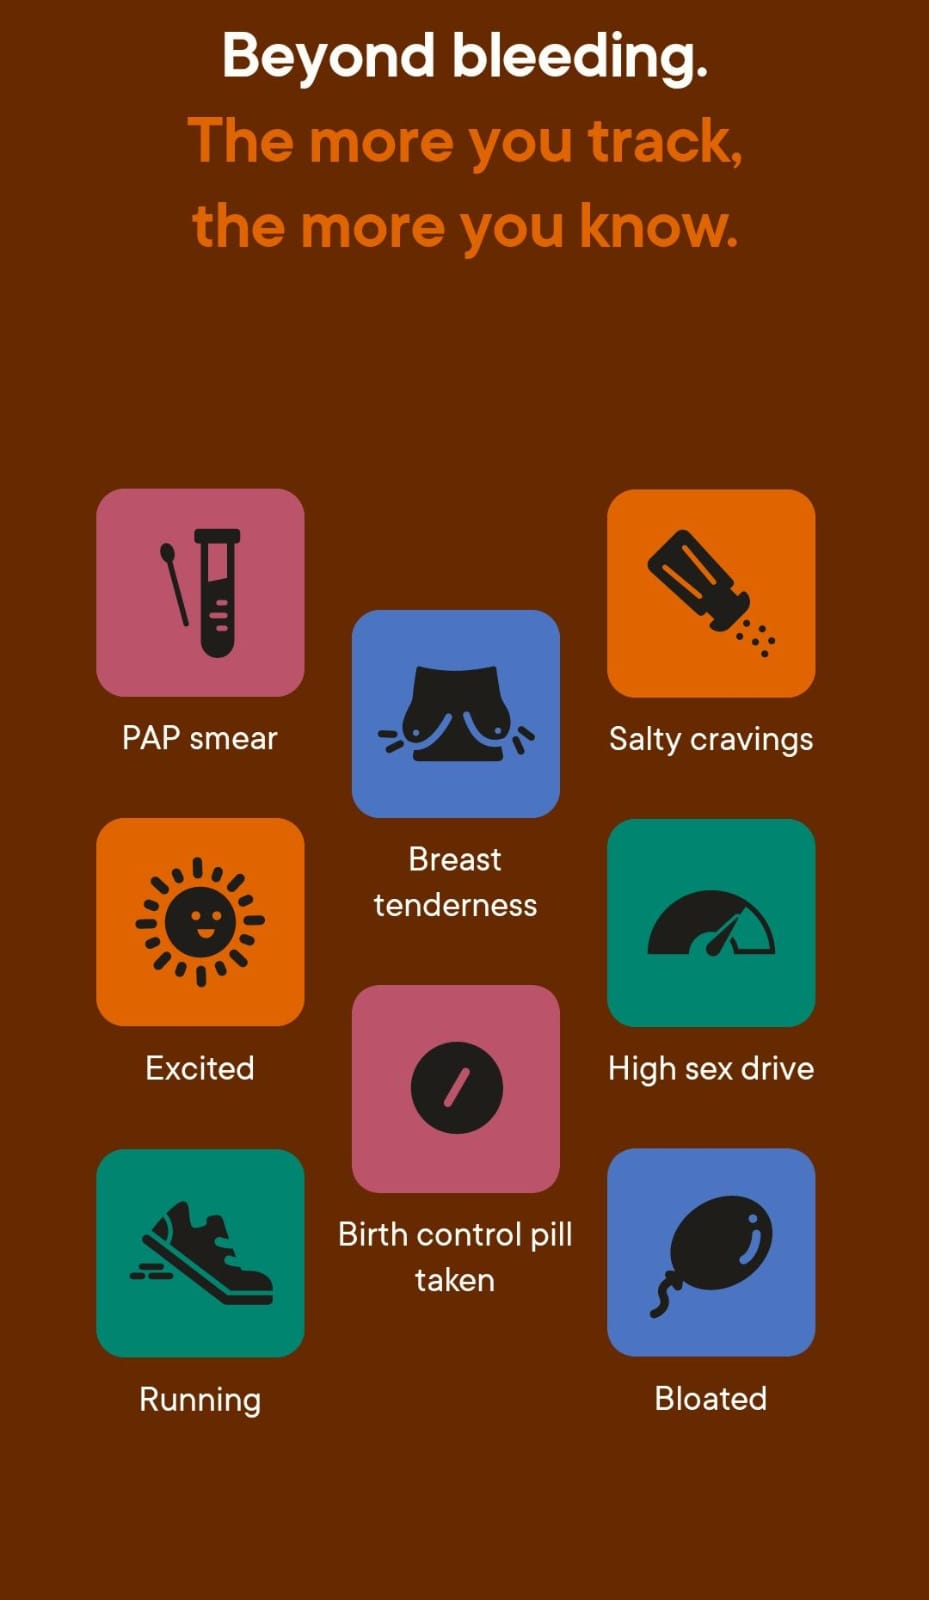 Beyond bleeding.
The more you track,
the more you know.
PAP smear
Salty cravings
Breast
tenderness
Excited
High sex drive
Birth control pill
taken
Running
Bloated